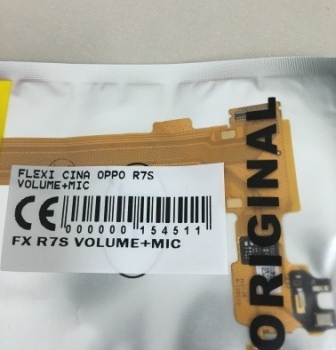 FLEXI CINA OPPO R7S
VOLUME+MIC
CE
000000 154511
FX R7S VOLUME+MIC
ORIGINAL